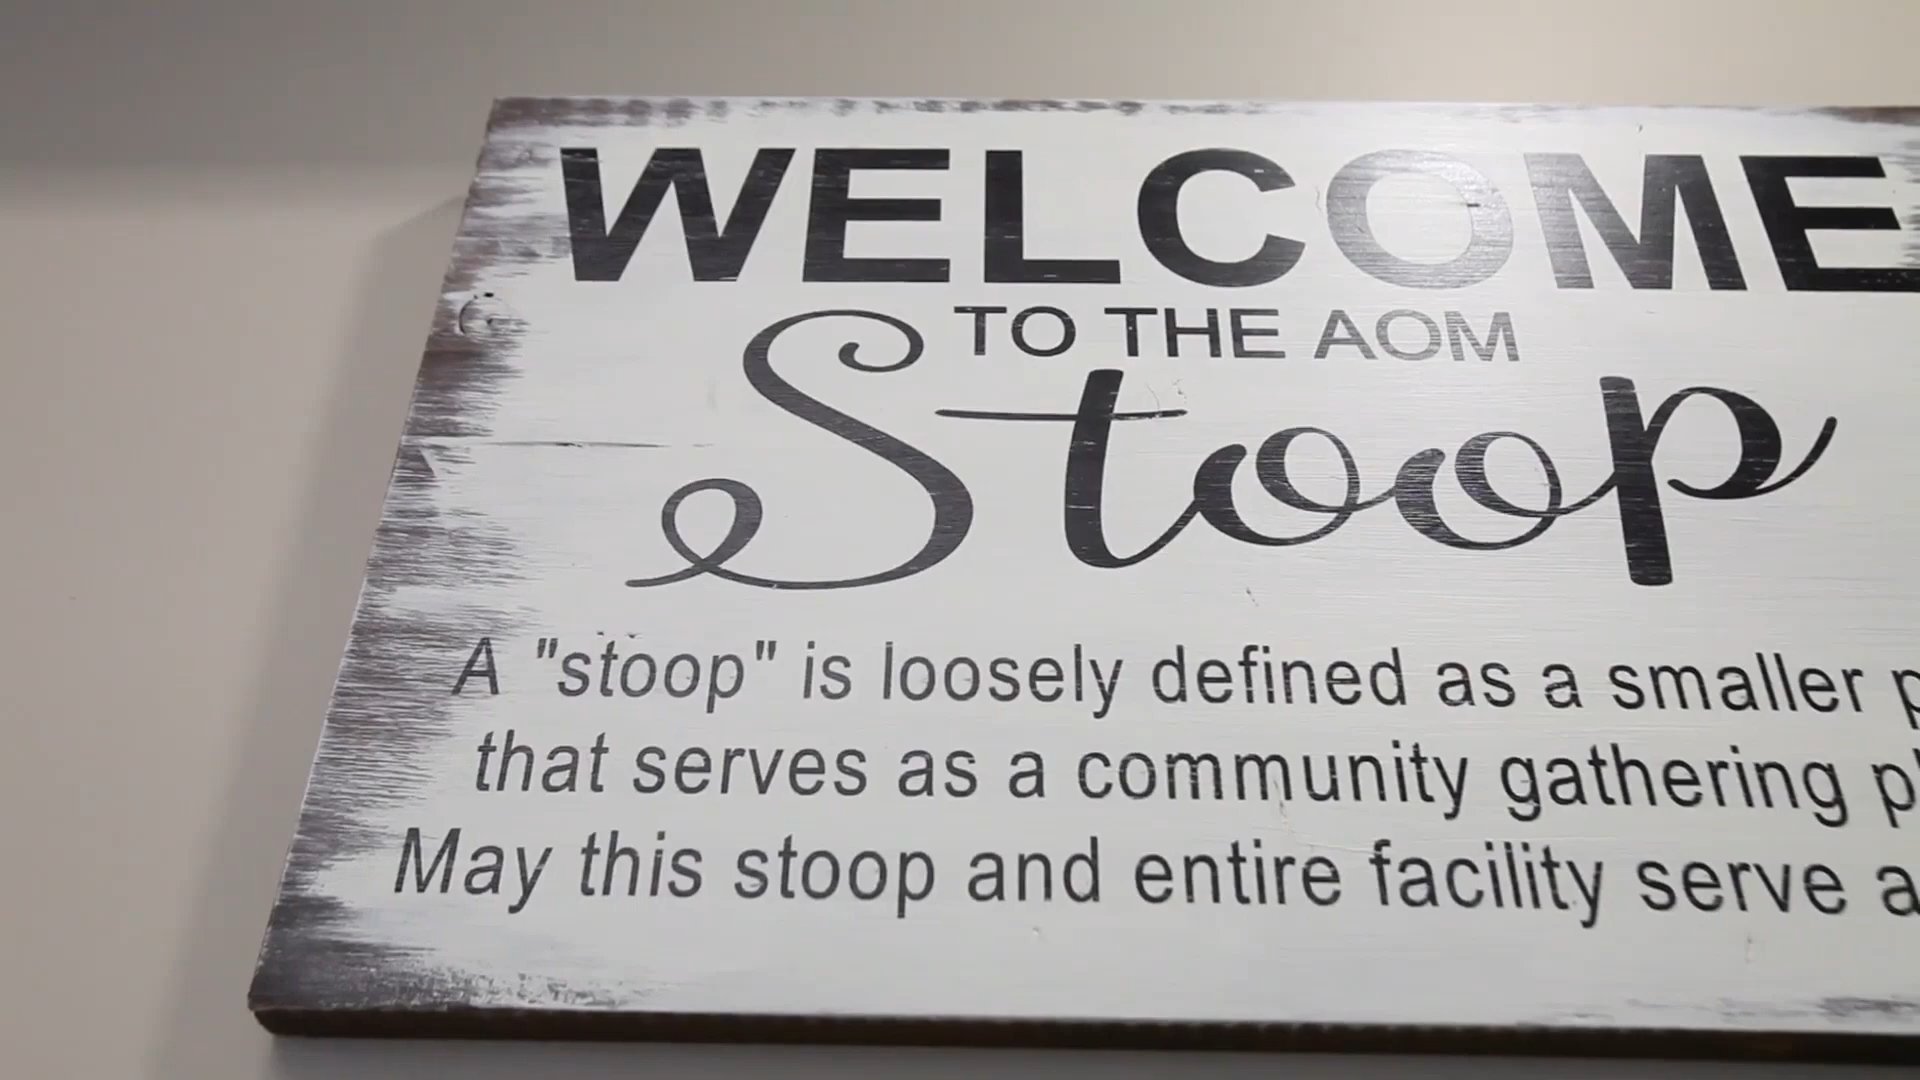 WELCOME
TO THE AOM
Stoop
A "stoop" is loosely defined as a smaller
that serves as a community gathering
May this stoop and entire facility serve